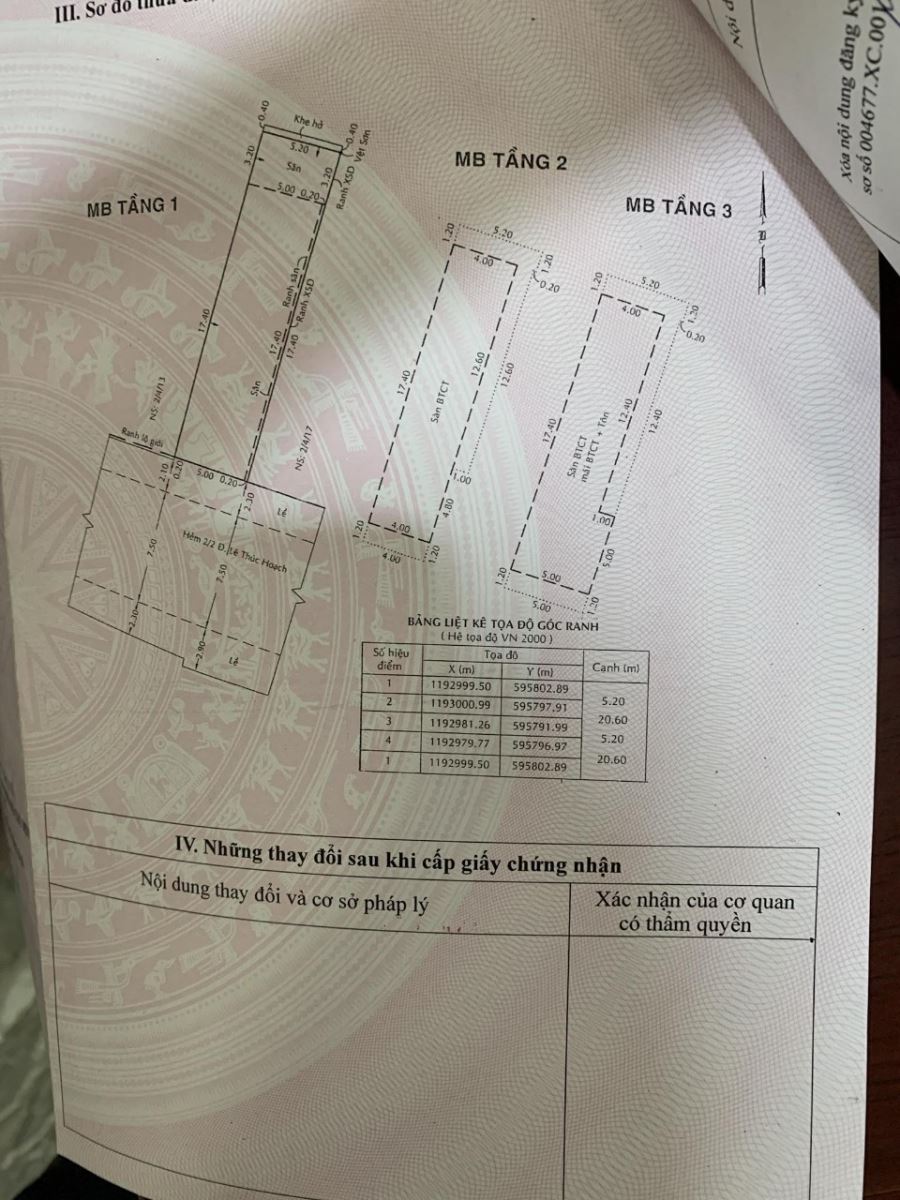 III. Sơ đồ thửa
Nội d
Xóa nội dung đăng ký
sơ số 004677.XC.00
MB TẦNG 1
0.40
Khe hở
0.40
5.20
3.20
Sân
3.20
Ranh XSD Vệt Sơn
5.00 0.20
17.40
Ranh sân
Ranh XSD
17.40
17.40
Sân
NS: 2/4/13
NS: 2/4/17
Ranh lộ giới
2.10
0.20
5.00 0.20
2.30
Lề
Hẻm 2/2 Đ. Lê Thúc Hoạch
7.50
7.50
2.30
2.90
Lề
MB TẦNG 2
1.20
5.20
4.00
1.20
0.20
17.40
Sàn BTCT
12.60
12.60
1.00
4.80
1.20
4.00
4.00
1.20
MB TẦNG 3
1.20
5.20
4.00
1.20
0.20
17.40
Sàn BTCT
mái BTCT + Tôn
12.40
12.40
1.00
5.00
1.20
5.00
5.00
1.20
BẢNG LIỆT KÊ TỌA ĐỘ GÓC RANH
( Hệ tọa độ VN 2000 )
Số hiệu điểm Tọa độ Cạnh (m)
X (m) Y (m)
1 1192999.50 595802.89
5.20
2 1193000.99 595797.91
20.60
3 1192981.26 595791.99
5.20
4 1192979.77 595796.97
20.60
1 1192999.50 595802.89
IV. Những thay đổi sau khi cấp giấy chứng nhận
Nội dung thay đổi và cơ sở pháp lý
Xác nhận của cơ quan
có thẩm quyền